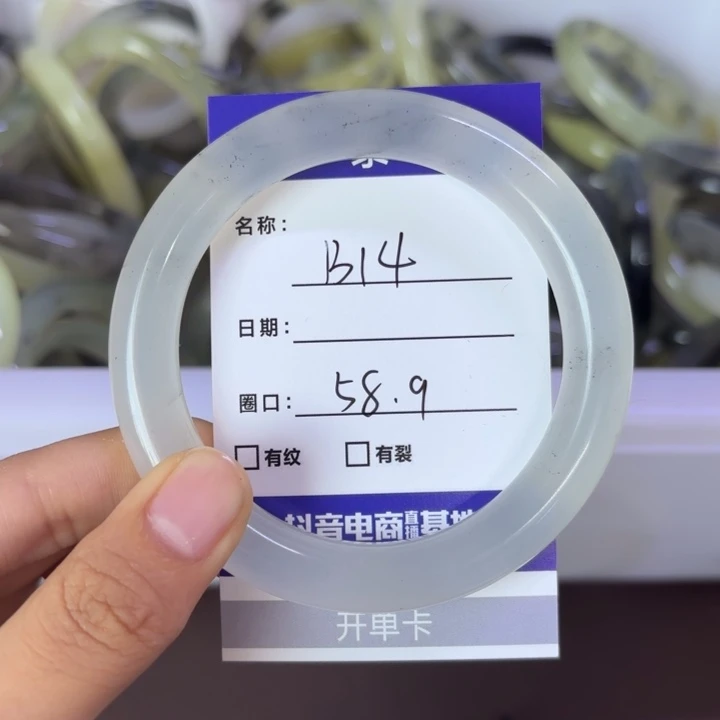 名称: B14
日期:
圈口: 58.9
有纹 有裂
抖音电商直播基地
开单卡